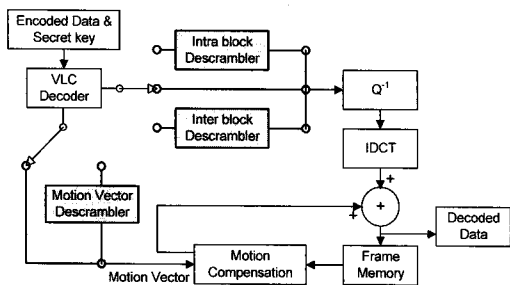 Encoded Data &
Secret key
VLC
Decoder
Intra block
Descrambler
Inter block
Descrambler
Q-1
IDCT
+
+
+
Motion Vector
Descrambler
Decoded
Data
Motion
Compensation
Frame
Memory
Motion Vector